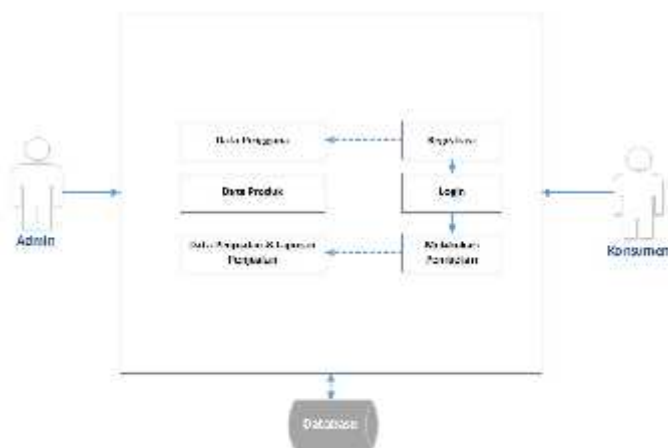 Data Pengguna
Registrasi
Data Produk
Login
Data Penjualan & Laporan
Penjualan
Melakukan
Pembelian
Admin
Konsumen
Database